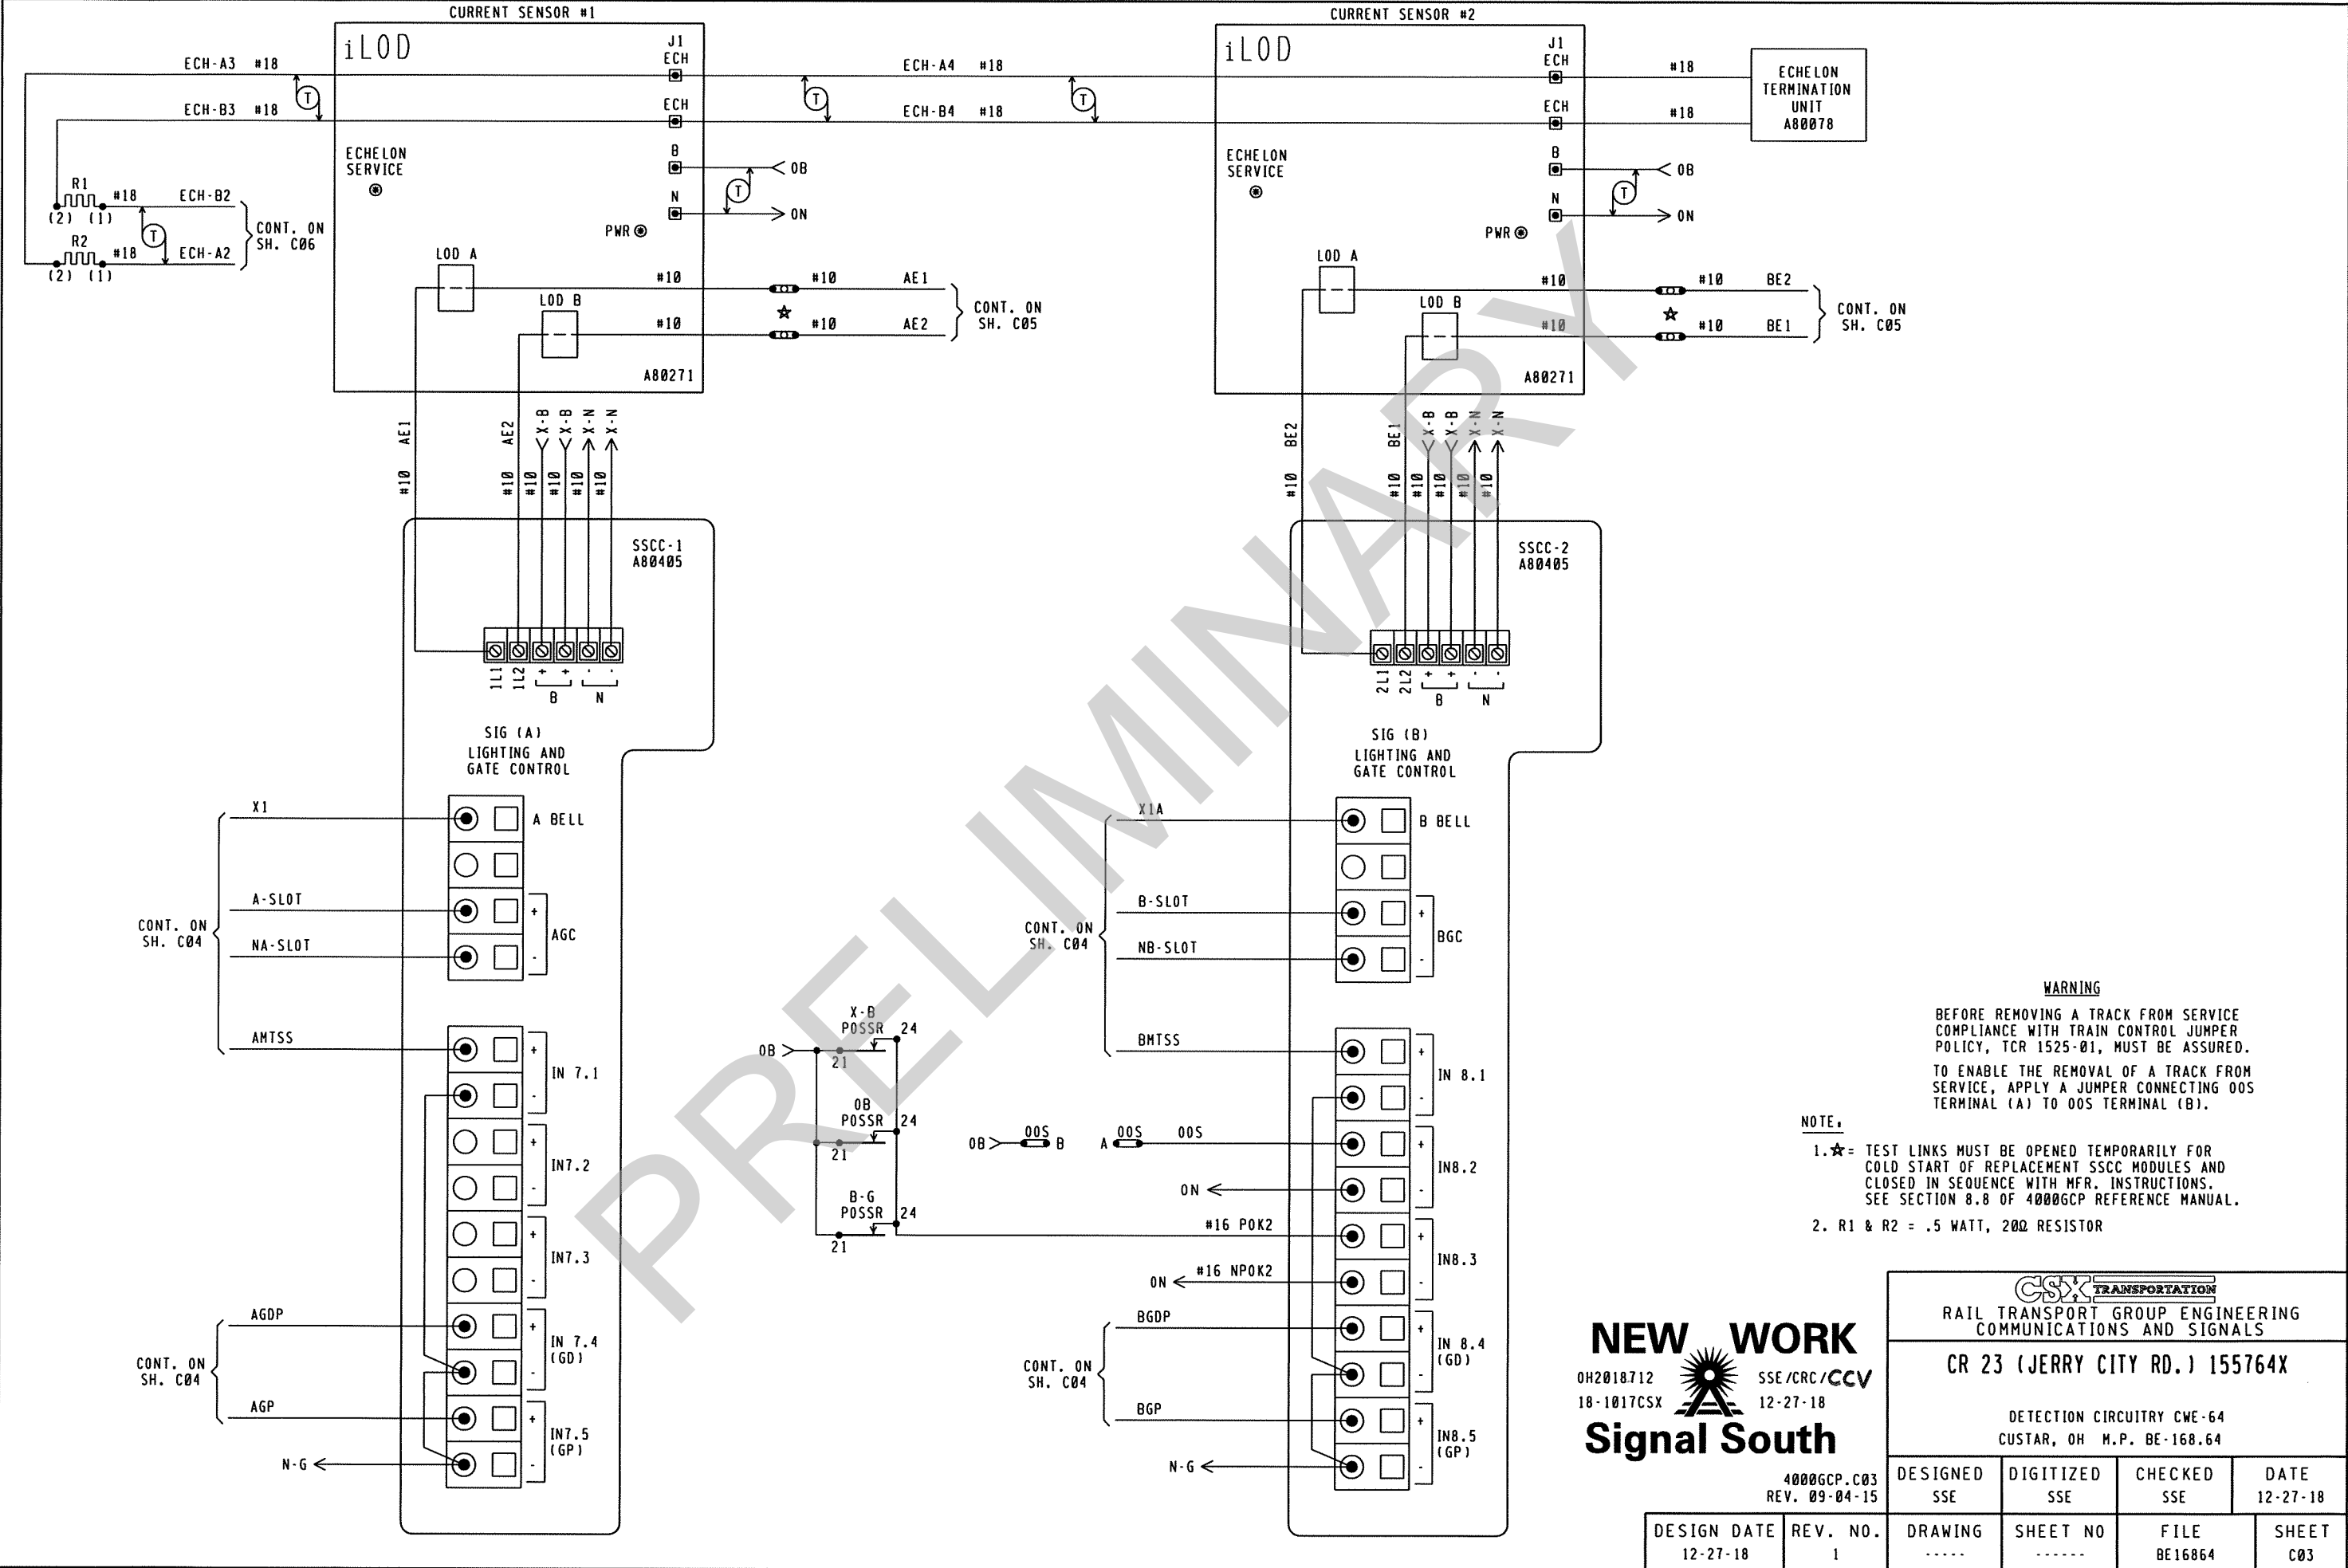 CURRENT SENSOR #1
iLOD
J1
ECH
ECH-A3 #18
T
ECH
ECH-B3 #18
ECHELON
SERVICE
B
OB
T
N
ON
PWR
R1
#18 ECH-B2
(2) (1)
T
R2
#18 ECH-A2
(2) (1)
CONT. ON
SH. C06
LOD A
#10 #10 AE1
LOD B
#10 #10 AE2
CONT. ON
SH. C05
A80271
T
ECH-A4 #18
ECH-B4 #18
T
CURRENT SENSOR #2
iLOD
J1
ECH
#18
ECH
#18
ECHELON
TERMINATION
UNIT
A80078
ECHELON
SERVICE
B
OB
T
N
ON
PWR
LOD A
#10 #10 BE2
LOD B
#10 #10 BE1
CONT. ON
SH. C05
A80271
#10 AE1
#10 AE2
#10 X-B
#10 X-B
#10 X-N
#10 X-N
SSCC-1
A80405
1L1 1L2 + + - -
B N
SIG (A)
LIGHTING AND
GATE CONTROL
X1
A BELL
A-SLOT
+
AGC
NA-SLOT
-
CONT. ON
SH. C04
AMTSS
+
IN 7.1
-
+
IN7.2
-
+
IN7.3
-
AGDP
+
IN 7.4
(GD)
-
CONT. ON
SH. C04
AGP
+
IN7.5
(GP)
-
N-G
#10 BE2
#10 BE1
#10 X-B
#10 X-B
#10 X-N
#10 X-N
SSCC-2
A80405
2L1 2L2 + + - -
B N
SIG (B)
LIGHTING AND
GATE CONTROL
X1A
B BELL
B-SLOT
+
BGC
NB-SLOT
-
CONT. ON
SH. C04
BMTSS
+
IN 8.1
-
X-B
POSSR 24
OB
21
OB
POSSR 24
21
B-G
POSSR 24
21
OB OOS B A OOS OOS
+
IN8.2
ON
-
#16 POK2
+
IN8.3
ON #16 NPOK2
-
BGDP
+
IN 8.4
(GD)
-
CONT. ON
SH. C04
BGP
+
IN8.5
(GP)
-
N-G
PRELIMINARY
WARNING
BEFORE REMOVING A TRACK FROM SERVICE
COMPLIANCE WITH TRAIN CONTROL JUMPER
POLICY, TCR 1525-01, MUST BE ASSURED.
TO ENABLE THE REMOVAL OF A TRACK FROM
SERVICE, APPLY A JUMPER CONNECTING OOS
TERMINAL (A) TO OOS TERMINAL (B).
NOTE.
1.☆= TEST LINKS MUST BE OPENED TEMPORARILY FOR
COLD START OF REPLACEMENT SSCC MODULES AND
CLOSED IN SEQUENCE WITH MFR. INSTRUCTIONS.
SEE SECTION 8.8 OF 4000GCP REFERENCE MANUAL.
2. R1 & R2 = .5 WATT, 20Ω RESISTOR
NEW WORK
OH2018712 SSE/CRC/CCV
18-1017CSX 12-27-18
Signal South
4000GCP.C03
REV. 09-04-15
CSX TRANSPORTATION
RAIL TRANSPORT GROUP ENGINEERING
COMMUNICATIONS AND SIGNALS
CR 23 (JERRY CITY RD.) 155764X
DETECTION CIRCUITRY CWE-64
CUSTAR, OH M.P. BE-168.64
DESIGNED DIGITIZED CHECKED DATE
SSE SSE SSE 12-27-18
DESIGN DATE REV. NO. DRAWING SHEET NO FILE SHEET
12-27-18 1 ----- ------ BE16864 C03